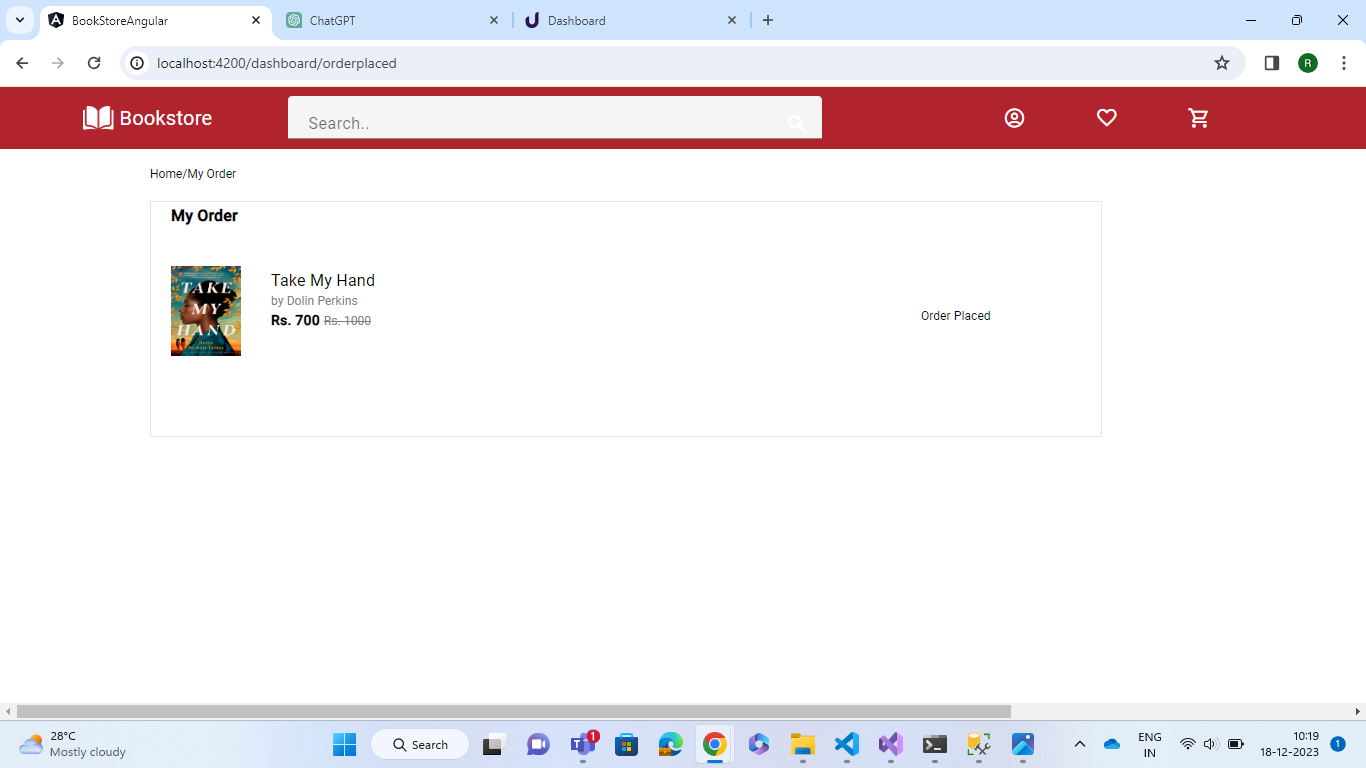 BookStoreAngular
ChatGPT
Dashboard
localhost:4200/dashboard/orderplaced
R
Bookstore
Search..
Home/My Order
My Order
TAKE
MY
HAND
Take My Hand
by Dolin Perkins
Rs. 700 Rs. 1000
Order Placed
28°C
Mostly cloudy
Search
1
ENG
IN
10:19
18-12-2023
1